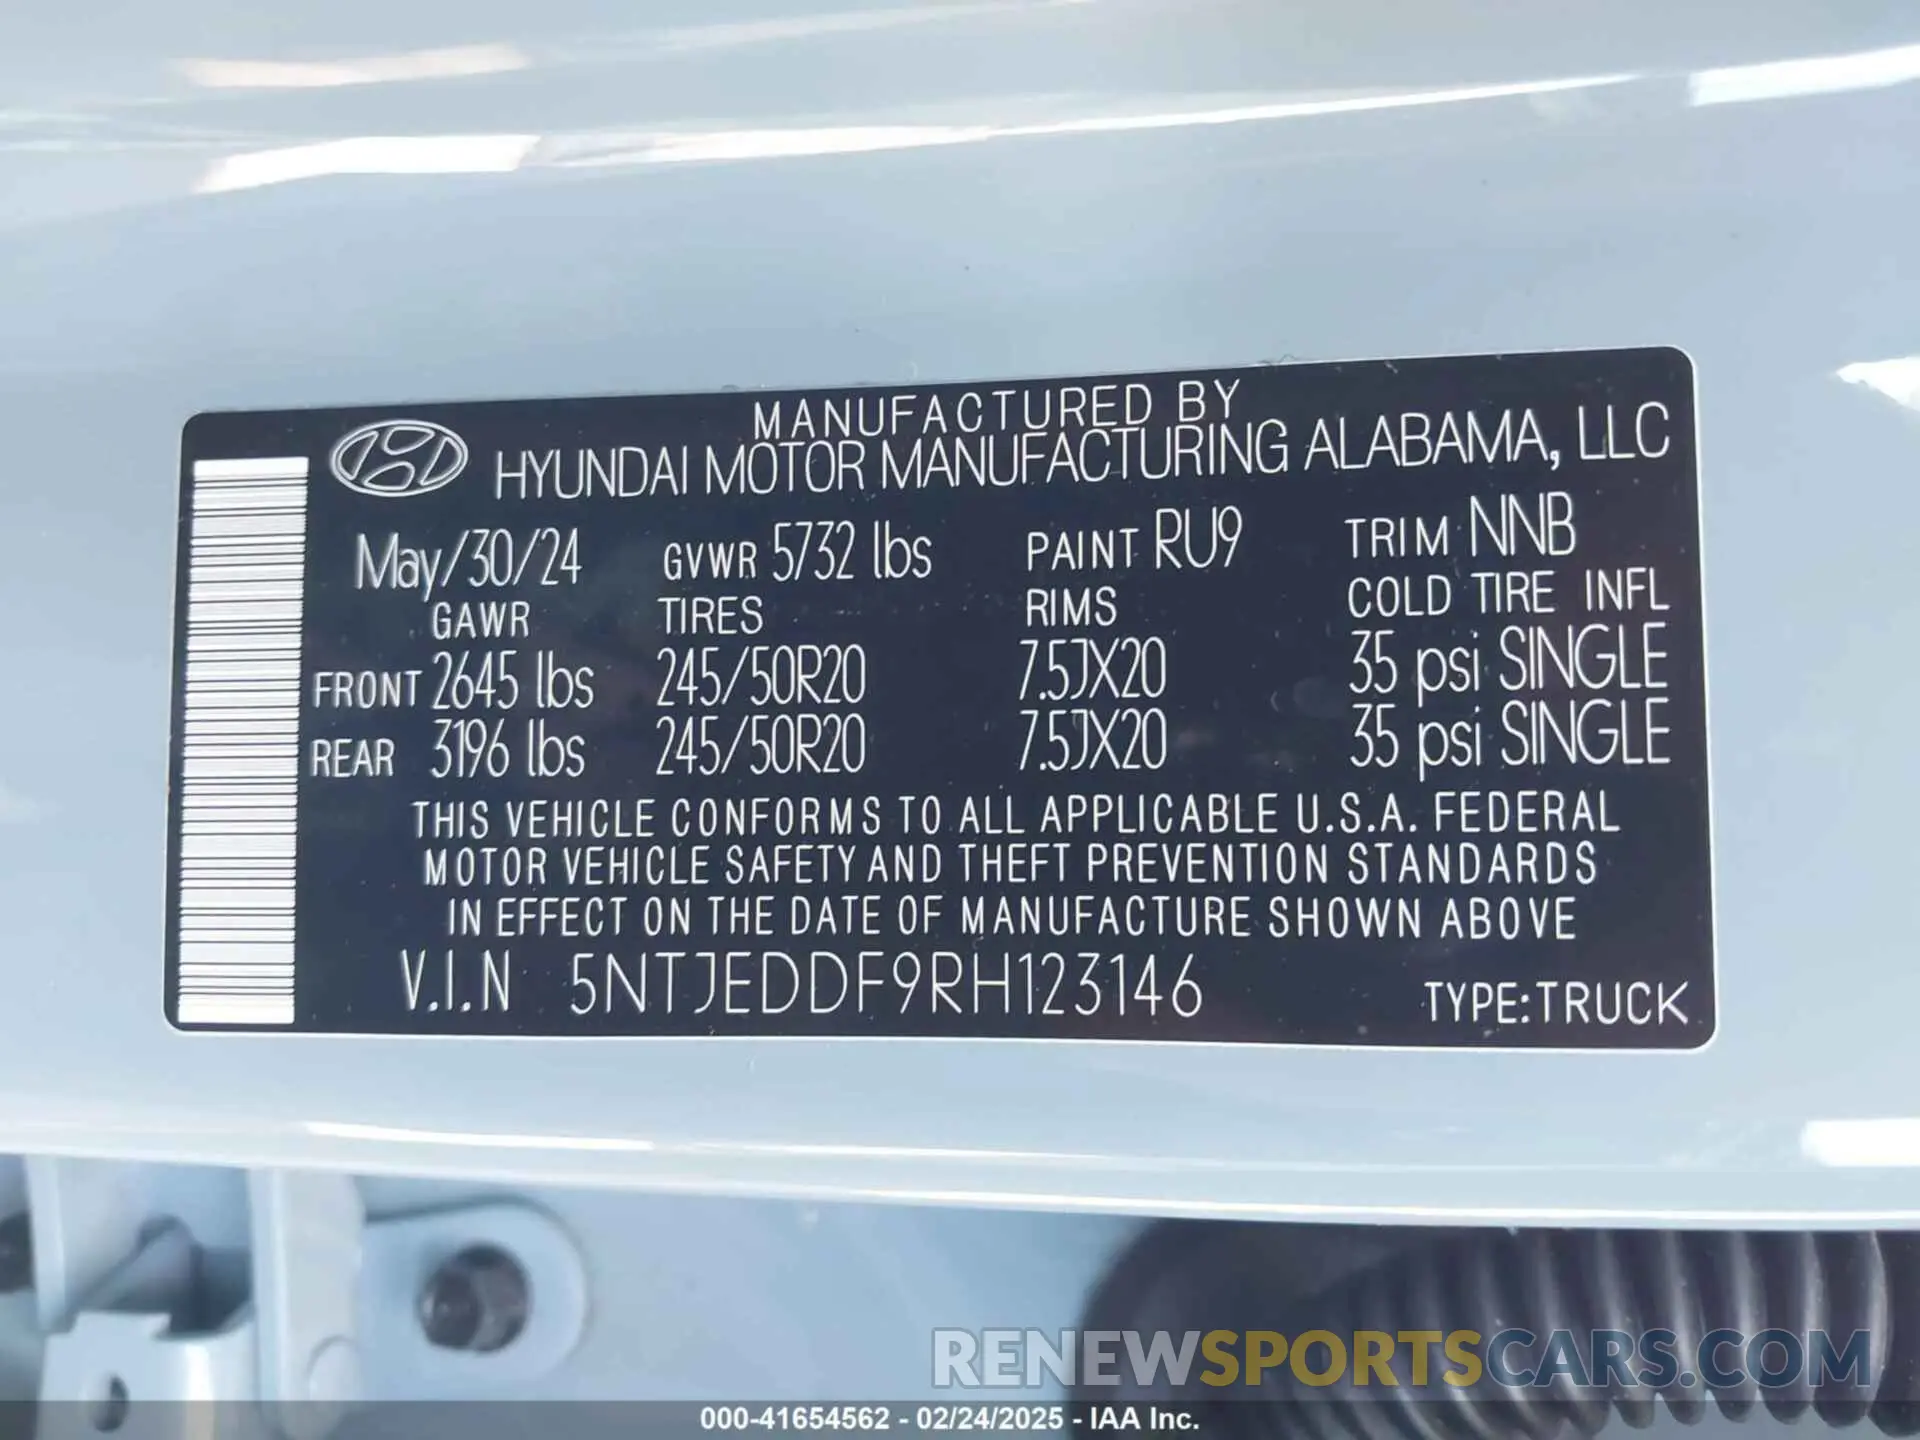 MANUFACTURED BY
HYUNDAI MOTOR MANUFACTURING ALABAMA, LLC
May/30/24 GVWR 5732 lbs PAINT RU9 TRIM NNB
GAWR TIRES RIMS COLD TIRE INFL
FRONT 2645 lbs 245/50R20 7.5JX20 35 psi SINGLE
REAR 3196 lbs 245/50R20 7.5JX20 35 psi SINGLE
THIS VEHICLE CONFORMS TO ALL APPLICABLE U.S.A. FEDERAL
MOTOR VEHICLE SAFETY AND THEFT PREVENTION STANDARDS
IN EFFECT ON THE DATE OF MANUFACTURE SHOWN ABOVE
V.I.N 5NTJEDDF9RH123146 TYPE:TRUCK
RENEWSPORTSCARS.COM
000-41654562 - 02/24/2025 - IAA Inc.